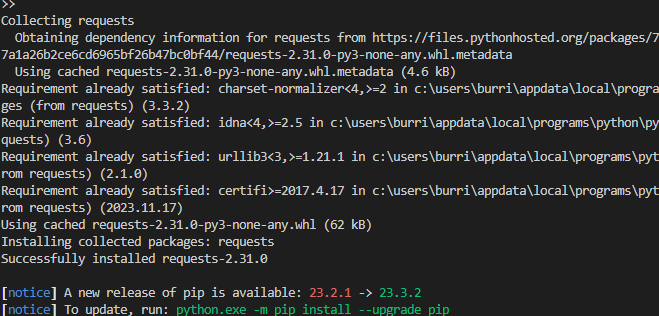 >>
Collecting requests
Obtaining dependency information for requests from https://files.pythonhosted.org/packages/7
7a1a26b2ce6cd6965bf26b47bc0bf44/requests-2.31.0-py3-none-any.whl.metadata
Using cached requests-2.31.0-py3-none-any.whl.metadata (4.6 kB)
Requirement already satisfied: charset-normalizer<4,>=2 in c:\users\burri\appdata\local\progra
ges (from requests) (3.3.2)
Requirement already satisfied: idna<4,>=2.5 in c:\users\burri\appdata\local\programs\python\py
quests) (3.6)
Requirement already satisfied: urllib3<3,>=1.21.1 in c:\users\burri\appdata\local\programs\pyt
rom requests) (2.1.0)
Requirement already satisfied: certifi>=2017.4.17 in c:\users\burri\appdata\local\programs\pyt
rom requests) (2023.11.17)
Using cached requests-2.31.0-py3-none-any.whl (62 kB)
Installing collected packages: requests
Successfully installed requests-2.31.0
[notice] A new release of pip is available: 23.2.1 -> 23.3.2
[notice] To update, run: python.exe -m pip install --upgrade pip